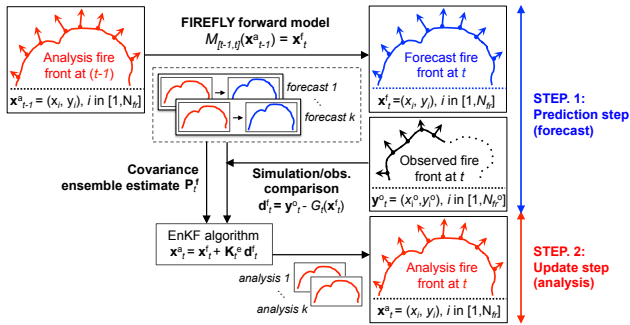 FIREFLY forward model
M[t-1,t](xᵃt-1) = xᶠt
Analysis fire
front at (t-1)
xᵃt-1 = (xi, yi), i in [1,Nfr]
forecast 1
⋱
forecast k
Forecast fire
front at t
xᶠt =(xi, yi), i in [1,Nfr]
STEP. 1:
Prediction step
(forecast)
Observed fire
front at t
yᵒt = (xiᵒ,yiᵒ), i in [1,Nfrᵒ]
Covariance
ensemble estimate Ptᶠ
Simulation/obs.
comparison
dᶠt = yᵒt - Gt(xᶠt)
EnKF algorithm
xᵃt = xᶠt + Ktᵉ dᶠt
analysis 1
⋱
analysis k
Analysis fire
front at t
xᵃt = (xi, yi), i in [1,Nfr]
STEP. 2:
Update step
(analysis)